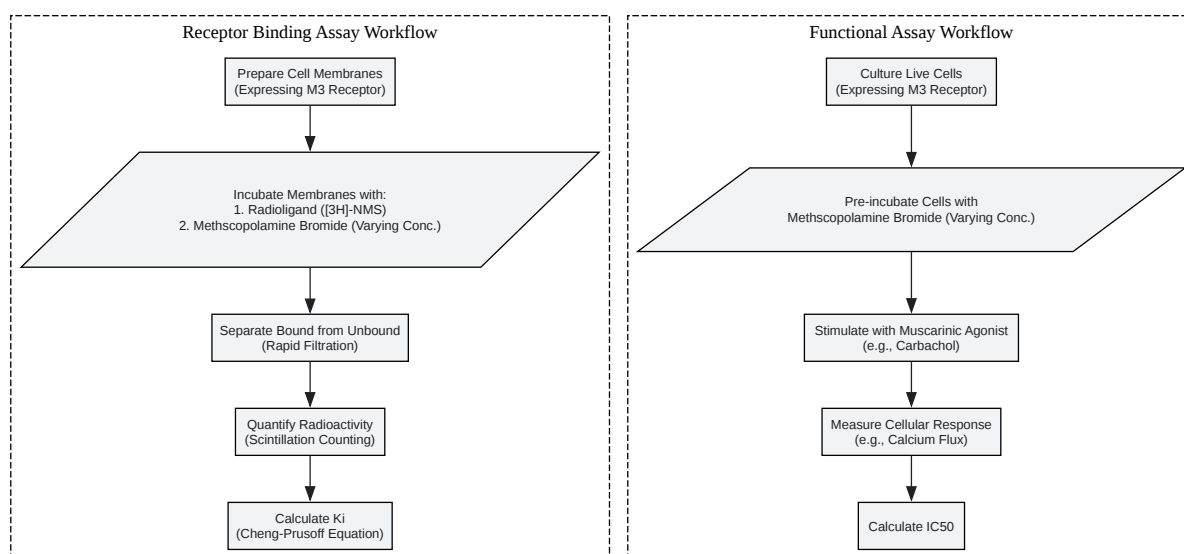 Receptor Binding Assay Workflow
Prepare Cell Membranes
(Expressing M3 Receptor)
Incubate Membranes with:
1. Radioligand ([3H]-NMS)
2. Methscopolamine Bromide (Varying Conc.)
Separate Bound from Unbound
(Rapid Filtration)
Quantify Radioactivity
(Scintillation Counting)
Calculate Ki
(Cheng-Prusoff Equation)
Functional Assay Workflow
Culture Live Cells
(Expressing M3 Receptor)
Pre-incubate Cells with
Methscopolamine Bromide (Varying Conc.)
Stimulate with Muscarinic Agonist
(e.g., Carbachol)
Measure Cellular Response
(e.g., Calcium Flux)
Calculate IC50